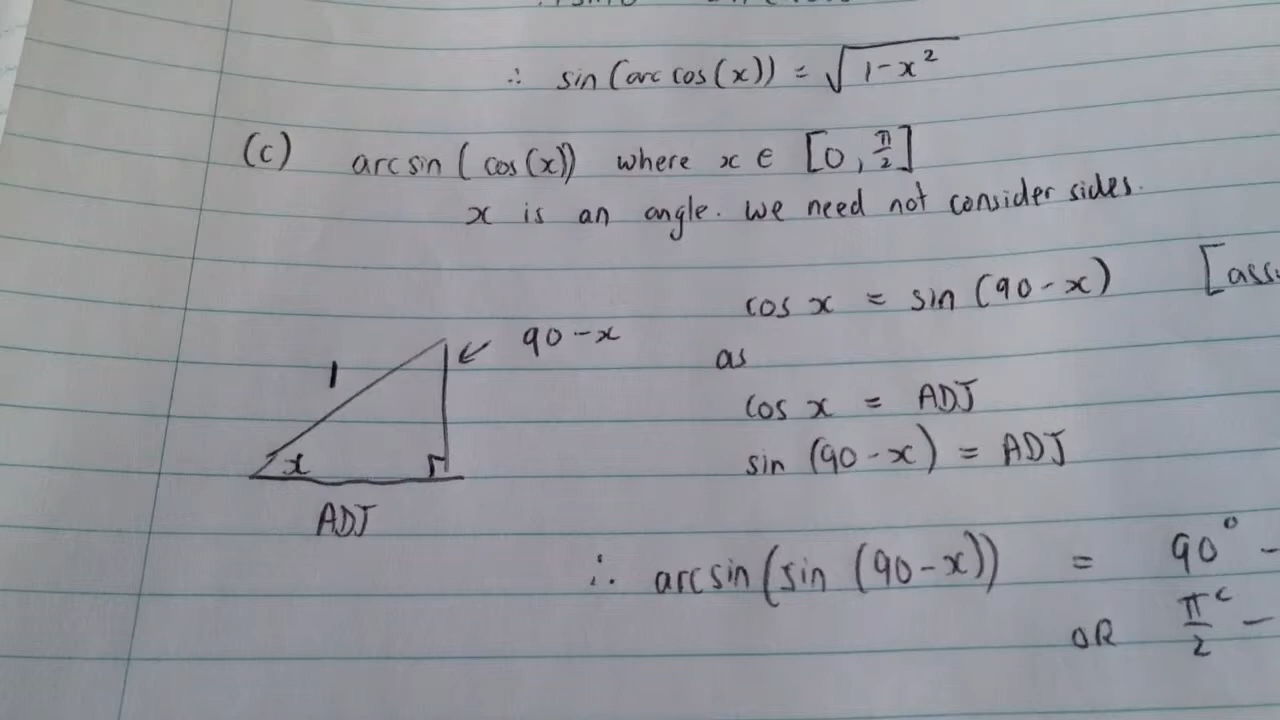 ∴ sin(arc cos(x)) = √(1-x²)
(c) arcsin(cos(x)) where x ∈ [0, π/2]
x is an angle. we need not consider sides.
cos x = sin (90-x)
90-x
1
as
cos x = ADJ
x
sin (90-x) = ADJ
ADJ
∴ arcsin(sin (90-x)) = 90° -
OR π/2ᶜ -